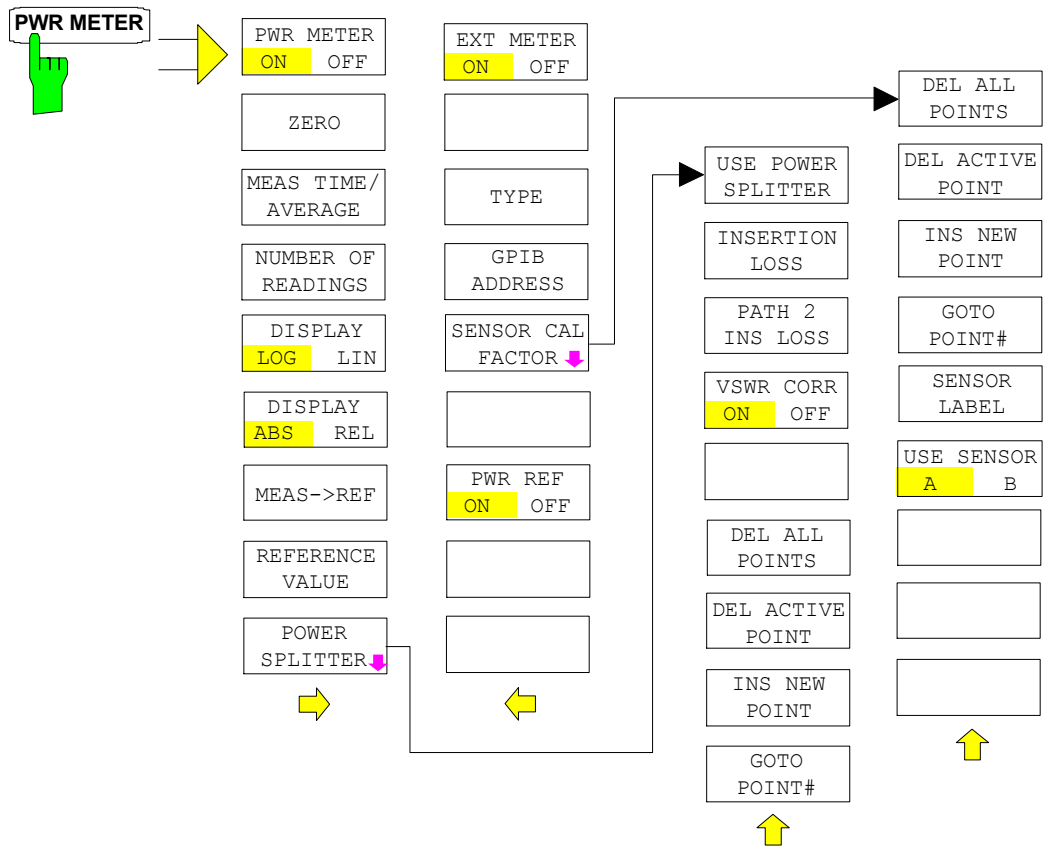 PWR METER
PWR METER
ON OFF
ZERO
MEAS TIME/
AVERAGE
NUMBER OF
READINGS
DISPLAY
LOG LIN
DISPLAY
ABS REL
MEAS->REF
REFERENCE
VALUE
POWER
SPLITTER
EXT METER
ON OFF
TYPE
GPIB
ADDRESS
SENSOR CAL
FACTOR
PWR REF
ON OFF
USE POWER
SPLITTER
INSERTION
LOSS
PATH 2
INS LOSS
VSWR CORR
ON OFF
DEL ALL
POINTS
DEL ACTIVE
POINT
INS NEW
POINT
GOTO
POINT#
DEL ALL
POINTS
DEL ACTIVE
POINT
INS NEW
POINT
GOTO
POINT#
SENSOR
LABEL
USE SENSOR
A B